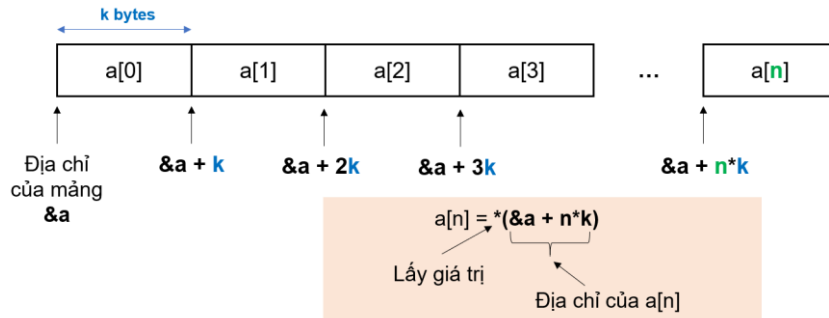 k bytes
a[0] a[1] a[2] a[3] ... a[n]
Địa chỉ
của mảng
&a
&a + k &a + 2k &a + 3k &a + n*k
a[n] = *(&a + n*k)
Lấy giá trị
Địa chỉ của a[n]